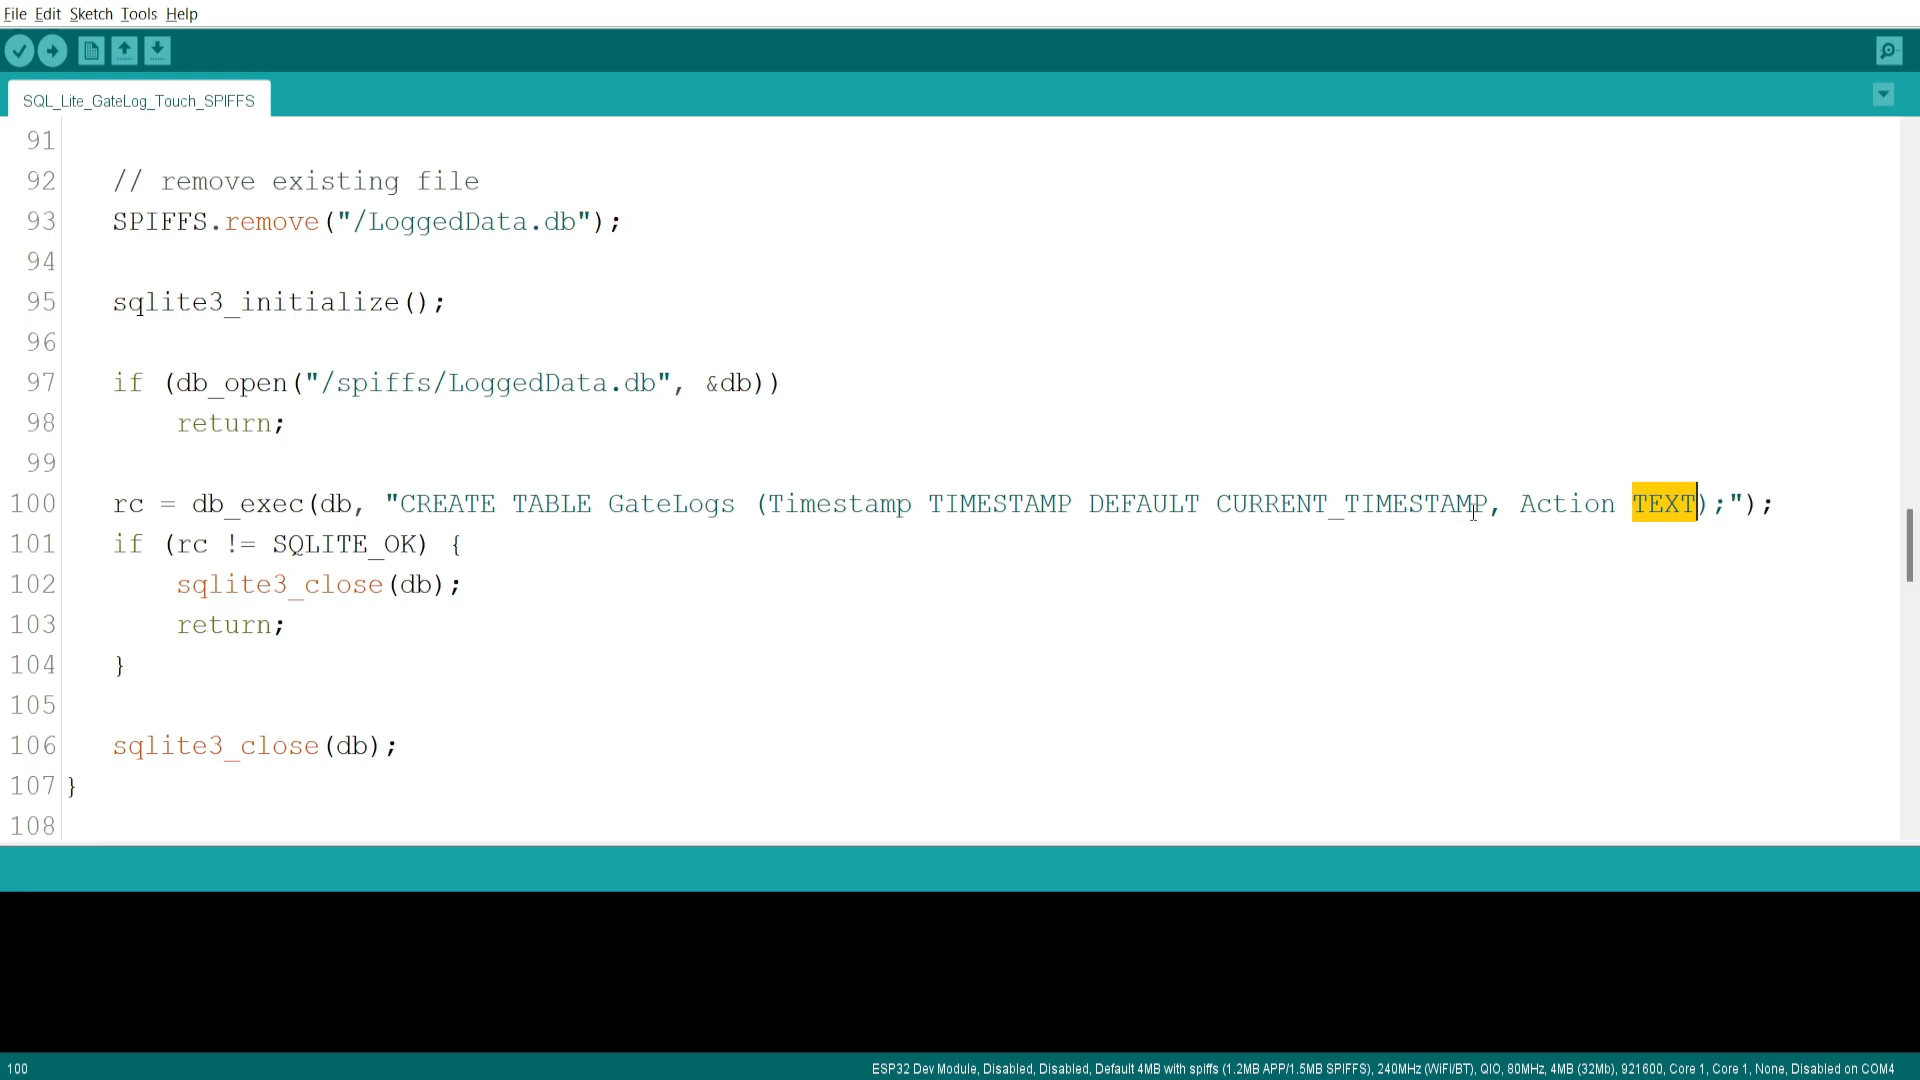 File Edit Sketch Tools Help
SQL_Lite_GateLog_Touch_SPIFFS
91
92 // remove existing file
93 SPIFFS.remove("/LoggedData.db");
94
95 sqlite3_initialize();
96
97 if (db_open("/spiffs/LoggedData.db", &db))
98 return;
99
100 rc = db_exec(db, "CREATE TABLE GateLogs (Timestamp TIMESTAMP DEFAULT CURRENT_TIMESTAMP, Action TEXT);");
101 if (rc != SQLITE_OK) {
102 sqlite3_close(db);
103 return;
104 }
105
106 sqlite3_close(db);
107 }
108
100 ESP32 Dev Module, Disabled, Disabled, Default 4MB with spiffs (1.2MB APP/1.5MB SPIFFS), 240MHz (WiFi/BT), QIO, 80MHz, 4MB (32Mb), 921600, Core 1, Core 1, None, Disabled on COM4